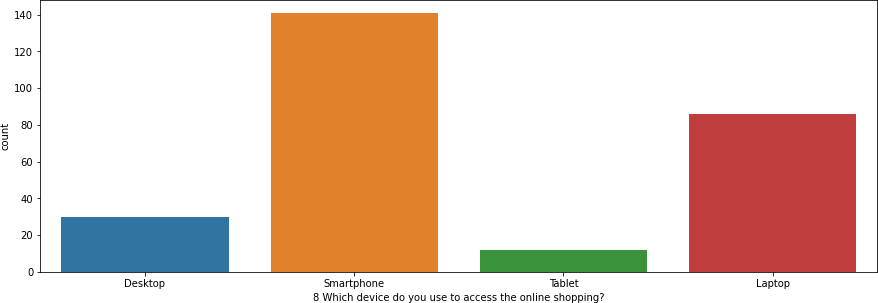 140
120
100
80
60
40
20
0
count
Desktop Smartphone Tablet Laptop
8 Which device do you use to access the online shopping?